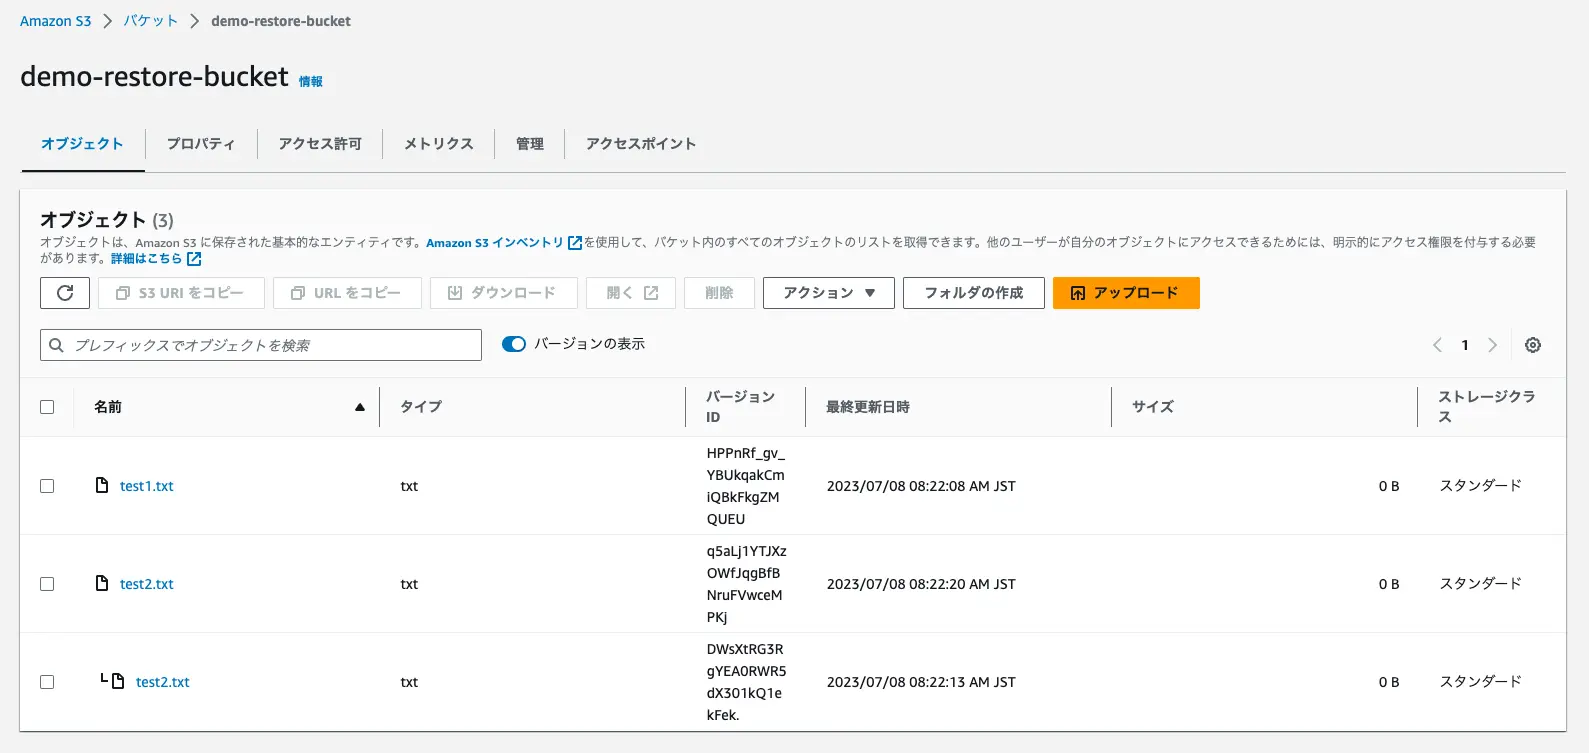 Amazon S3 > バケット > demo-restore-bucket
demo-restore-bucket 情報
オブジェクト プロパティ アクセス許可 メトリクス 管理 アクセスポイント
オブジェクト (3)
オブジェクトは、Amazon S3 に保存された基本的なエンティティです。Amazon S3 インベントリを使用して、バケット内のすべてのオブジェクトのリストを取得できます。他のユーザーが自分のオブジェクトにアクセスできるためには、明示的にアクセス権限を付与する必要
があります。詳細はこちら
S3 URI をコピー URL をコピー ダウンロード 開く 削除 アクション フォルダの作成 アップロード
プレフィックスでオブジェクトを検索 バージョンの表示 1
名前 タイプ バージョン 最終更新日時 サイズ ストレージクラ
ID ス
HPPnRf_gv_
YBUkqakCm
test1.txt txt 2023/07/08 08:22:08 AM JST 0 B スタンダード
iQBkFkgZM
QUEU
q5aLj1YTJXz
OWfJqgBfB
test2.txt txt 2023/07/08 08:22:20 AM JST 0 B スタンダード
NruFVwceM
PKj
DWsXtRG3R
gYEA0RWR5
test2.txt txt 2023/07/08 08:22:13 AM JST 0 B スタンダード
dX301kQ1e
kFek.